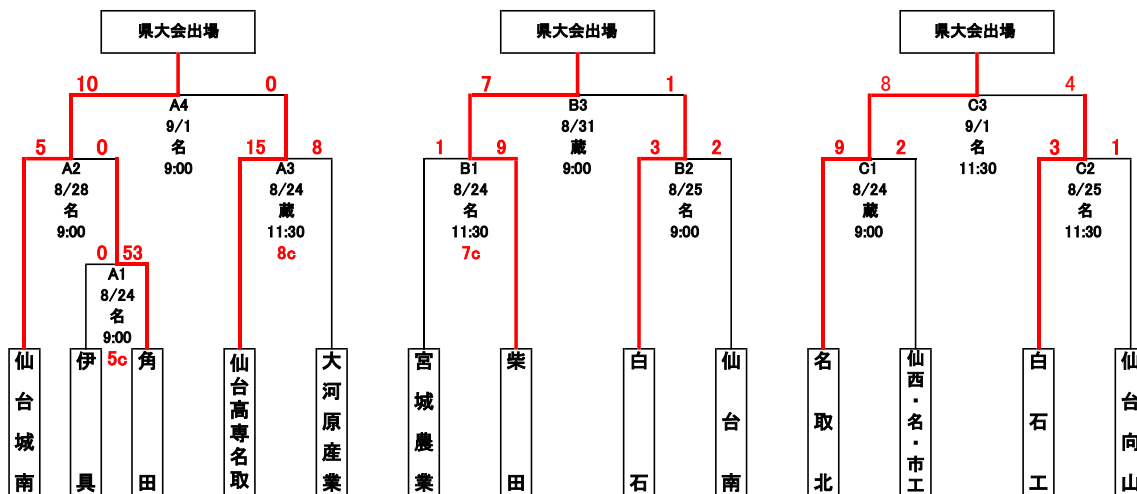 県大会出場
県大会出場
県大会出場
10
0
7
1
8
4
A4
9/1
名
9:00
B3
8/31
蔵
9:00
C3
9/1
名
11:30
5
0
A2
8/28
名
9:00
15
8
A3
8/24
蔵
11:30
8c
1
9
B1
8/24
名
11:30
7c
3
2
B2
8/25
名
9:00
9
2
C1
8/24
蔵
9:00
3
1
C2
8/25
名
11:30
0
53
A1
8/24
名
9:00
5c
仙台城南
伊具
角田
仙台高専名取
大河原産業
宮城農業
柴田
白石
仙台南
名取北
仙西・名・市工
白石工
仙台向山